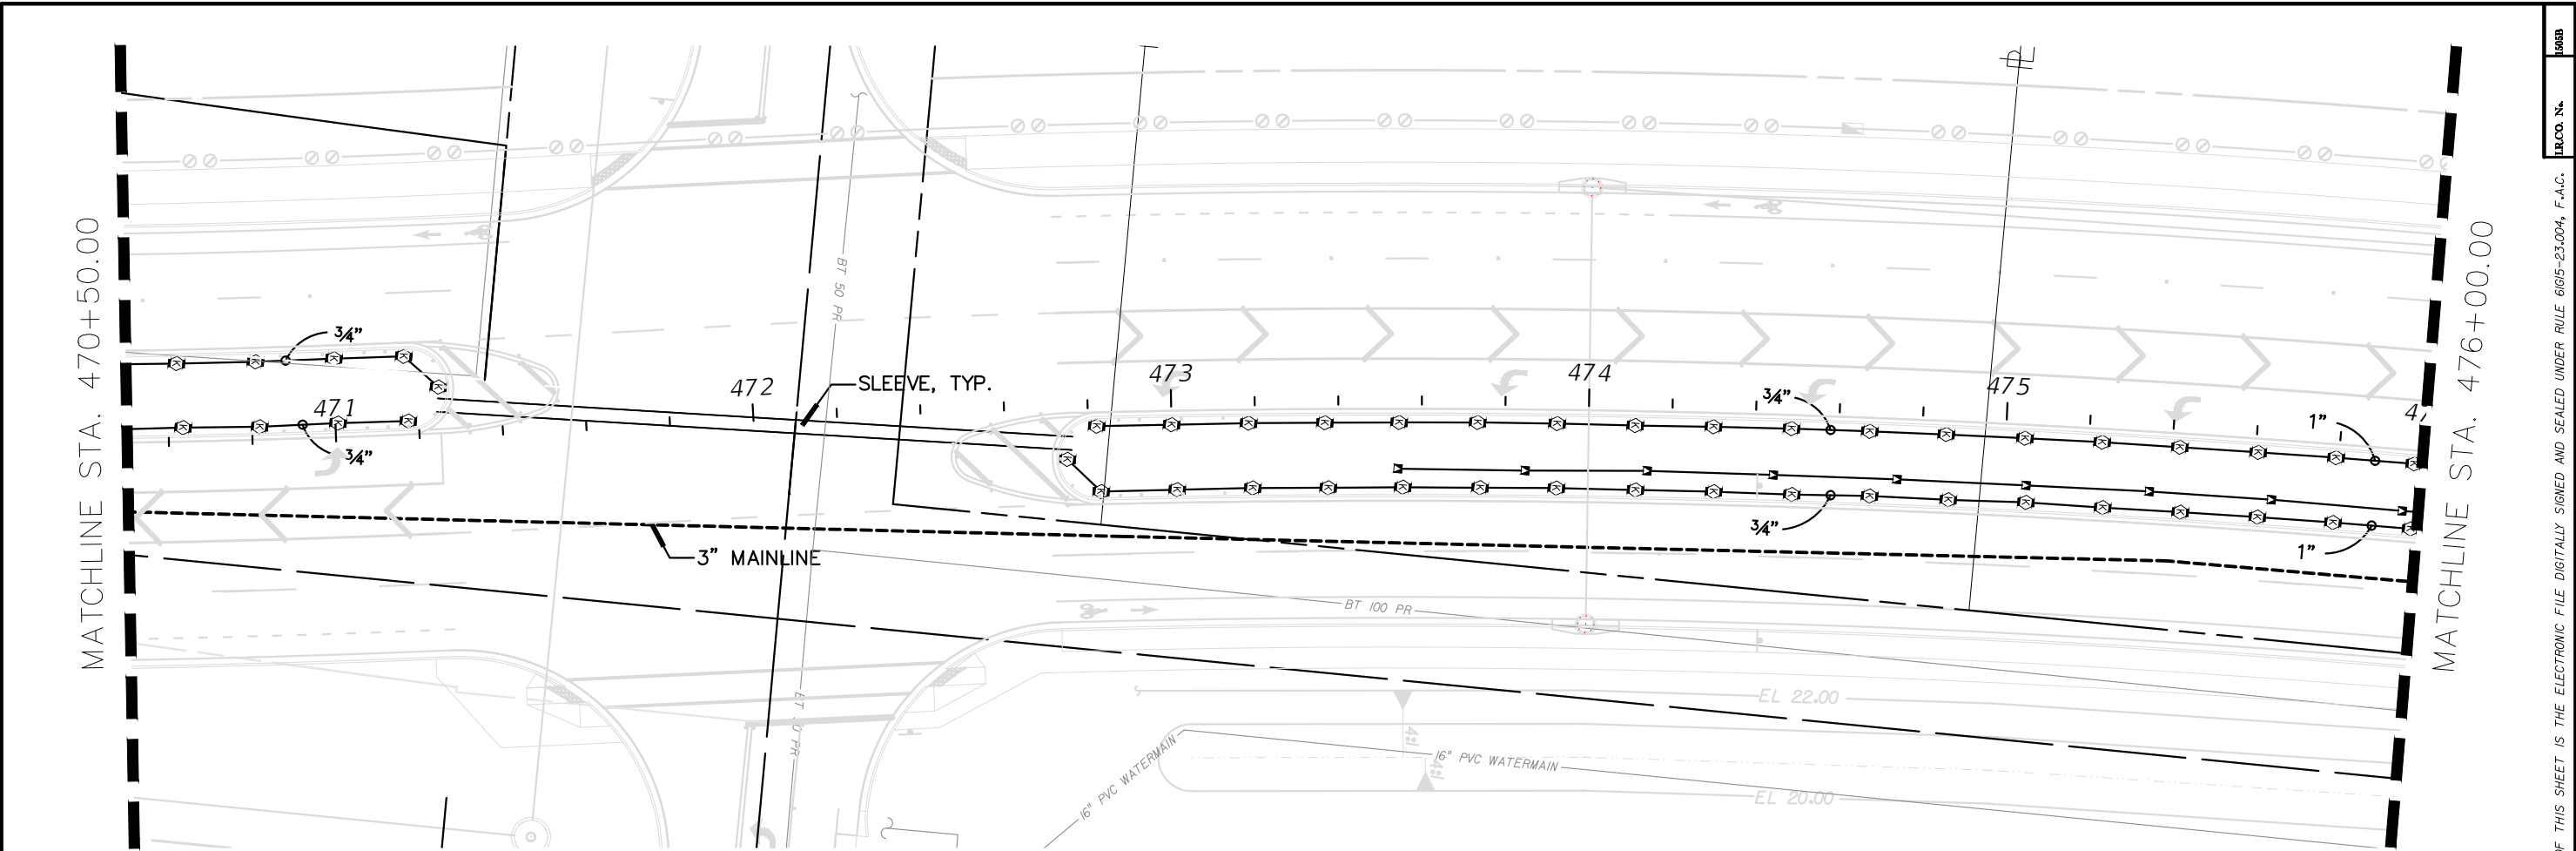 MATCHLINE STA. 470+50.00
MATCHLINE STA. 476+00.00
1505B
I.R.CO. No.
OF THIS SHEET IS THE ELECTRONIC FILE DIGITALLY SIGNED AND SEALED UNDER RULE 61G15-23.004, F.A.C.
BT 50 PR
3/4"
471
3/4"
472
SLEEVE, TYP.
473
474
475
3/4"
1"
3/4"
1"
3" MAINLINE
BT 100 PR
EL 22.00
16" PVC WATERMAIN
16" PVC WATERMAIN
EL 20.00